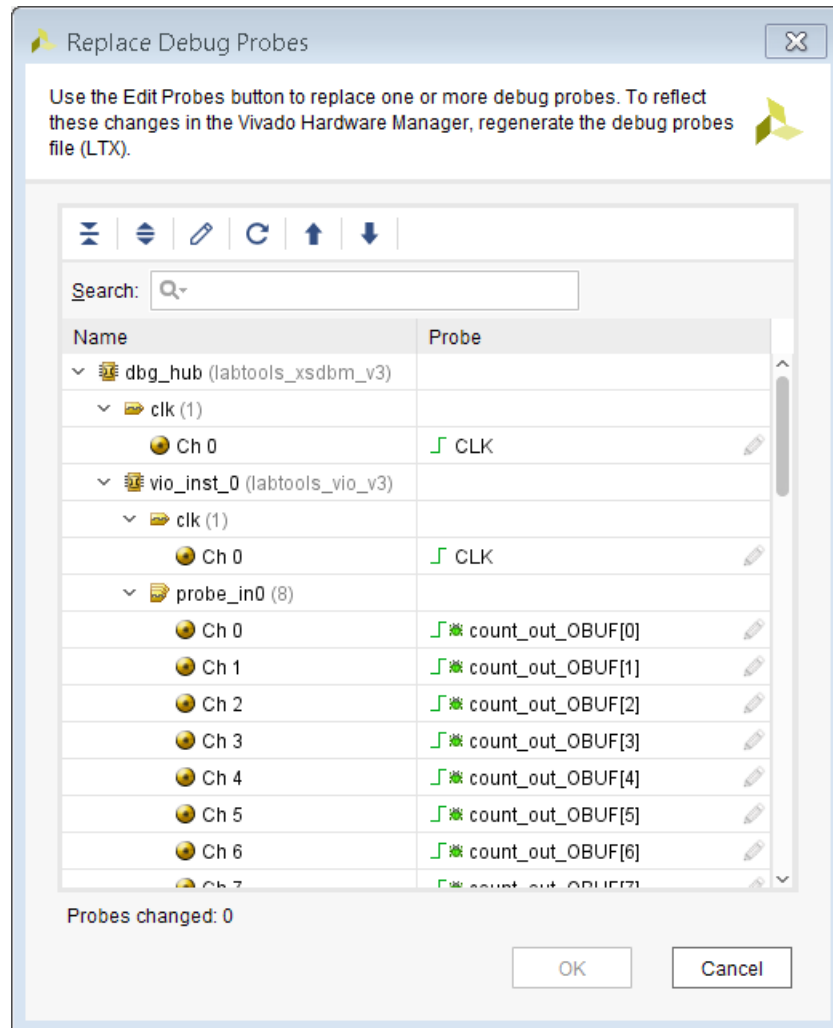 Replace Debug Probes
Use the Edit Probes button to replace one or more debug probes. To reflect
these changes in the Vivado Hardware Manager, regenerate the debug probes
file (LTX).
Search:
Name Probe
dbg_hub (labtools_xsdbm_v3)
clk (1)
Ch 0 CLK
vio_inst_0 (labtools_vio_v3)
clk (1)
Ch 0 CLK
probe_in0 (8)
Ch 0 count_out_OBUF[0]
Ch 1 count_out_OBUF[1]
Ch 2 count_out_OBUF[2]
Ch 3 count_out_OBUF[3]
Ch 4 count_out_OBUF[4]
Ch 5 count_out_OBUF[5]
Ch 6 count_out_OBUF[6]
Ch 7 count_out_OBUF[7]
Probes changed: 0
OK Cancel